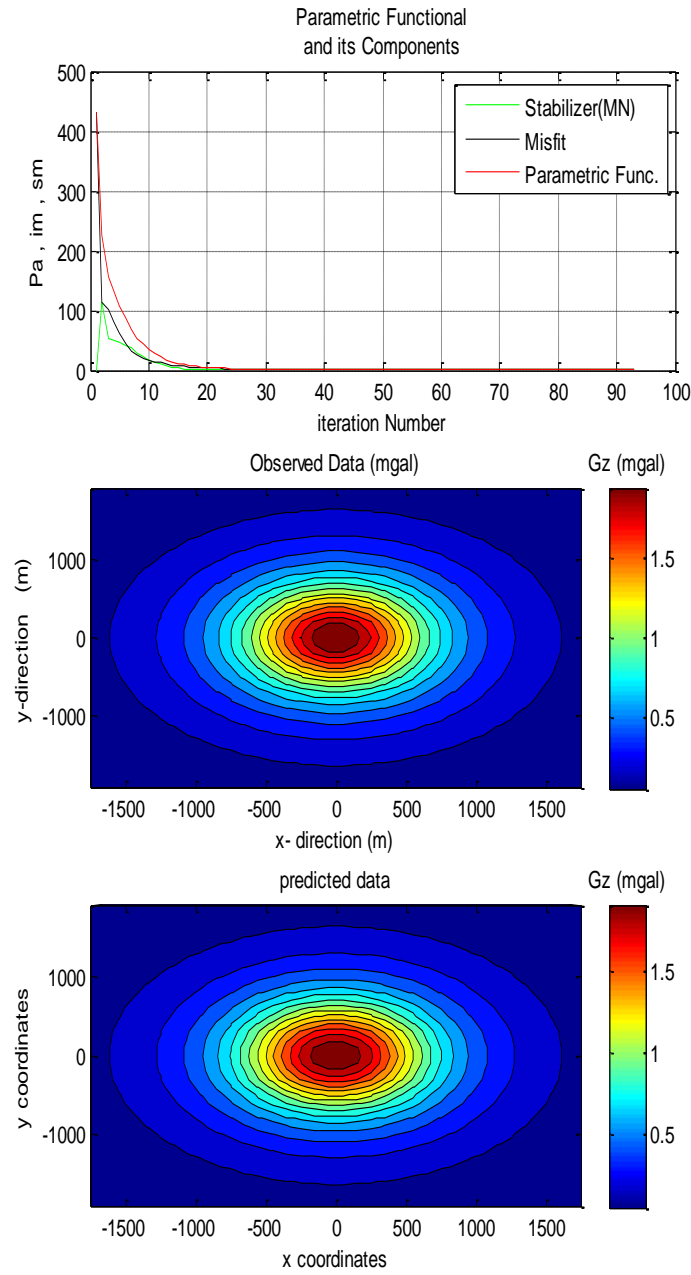 Parametric Functional
and its Components
500
400
300
200
100
0
Pa , im , sm
Stabilizer(MN)
Misfit
Parametric Func.
0 10 20 30 40 50 60 70 80 90 100
iteration Number
Observed Data (mgal)
Gz (mgal)
1000
0
-1000
y-direction (m)
1.5
1
0.5
-1500 -1000 -500 0 500 1000 1500
x- direction (m)
predicted data
Gz (mgal)
1000
0
-1000
y coordinates
1.5
1
0.5
-1500 -1000 -500 0 500 1000 1500
x coordinates